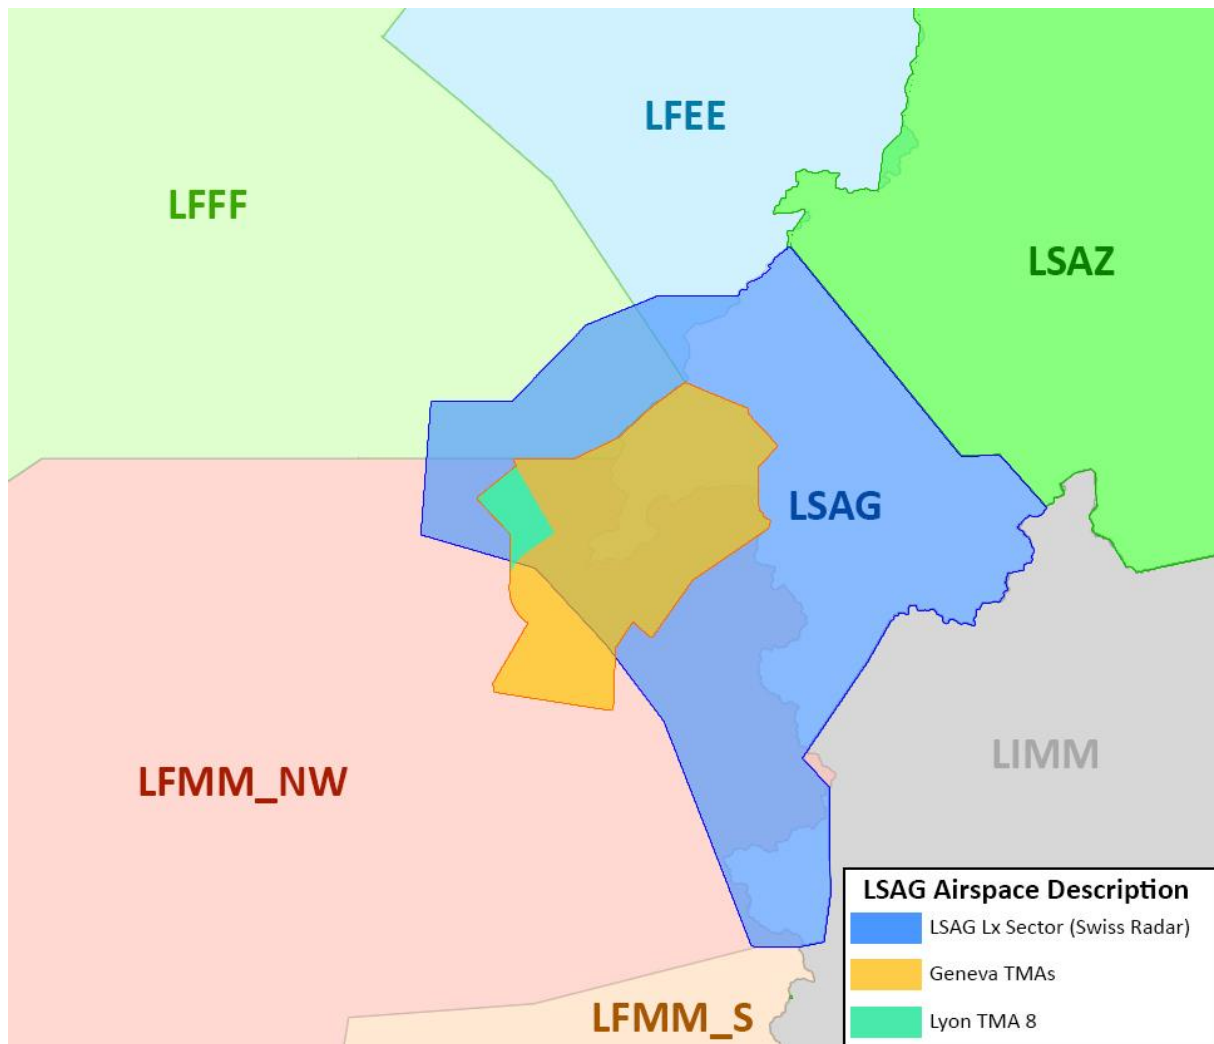 LFEE
LFFF
LSAZ
LSAG
LIMM
LFMM_NW
LFMM_S
LSAG Airspace Description
LSAG Lx Sector (Swiss Radar)
Geneva TMAs
Lyon TMA 8